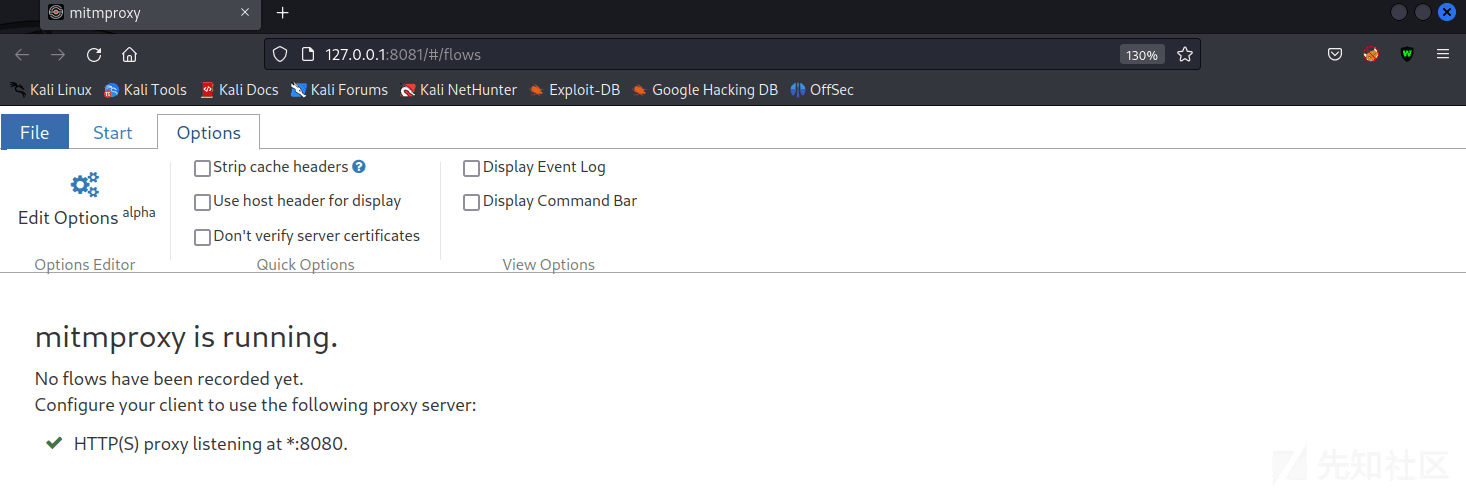 mitmproxy
127.0.0.1:8081/#/flows
130%
Kali Linux Kali Tools Kali Docs Kali Forums Kali NetHunter Exploit-DB Google Hacking DB OffSec
File Start Options
Strip cache headers ? Display Event Log
Edit Options alpha Use host header for display Display Command Bar
Don't verify server certificates
Options Editor Quick Options View Options
mitmproxy is running.
No flows have been recorded yet.
Configure your client to use the following proxy server:
HTTP(S) proxy listening at *:8080.
先知社区